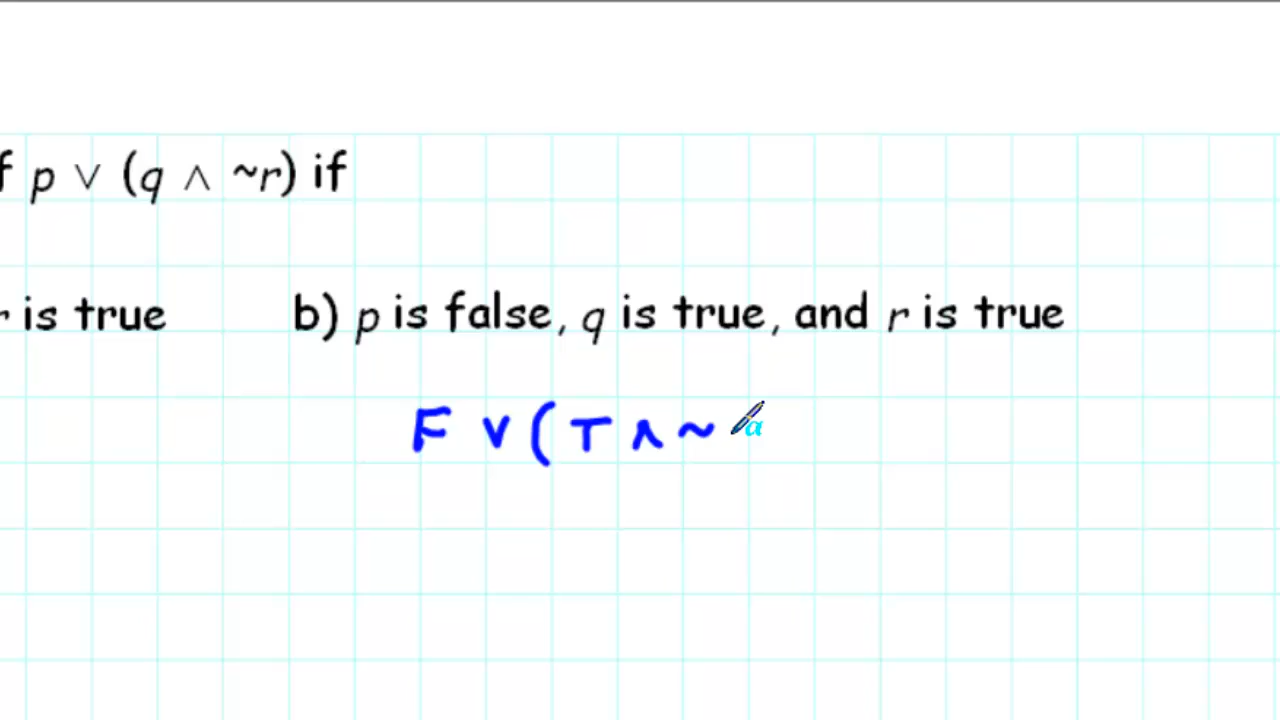 f p ∨ (q ∧ ~r) if
r is true b) p is false, q is true, and r is true
F ∨ ( T ∧ ~